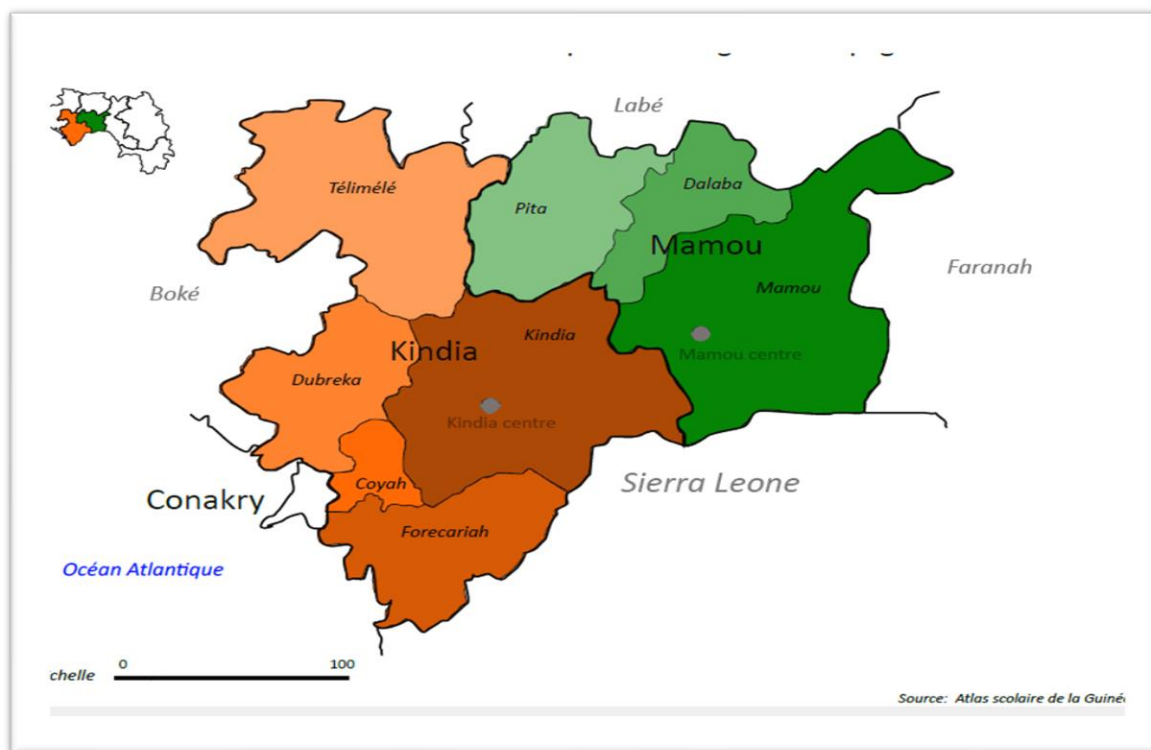 Labé
Télimélé
Dalaba
Pita
Mamou
Faranah
Boké
Mamou
Kindia
Kindia
Mamou centre
Dubreka
Kindia centre
Sierra Leone
Coyah
Conakry
Forecariah
Océan Atlantique
0 100
chelle
Source: Atlas scolaire de la Guiné